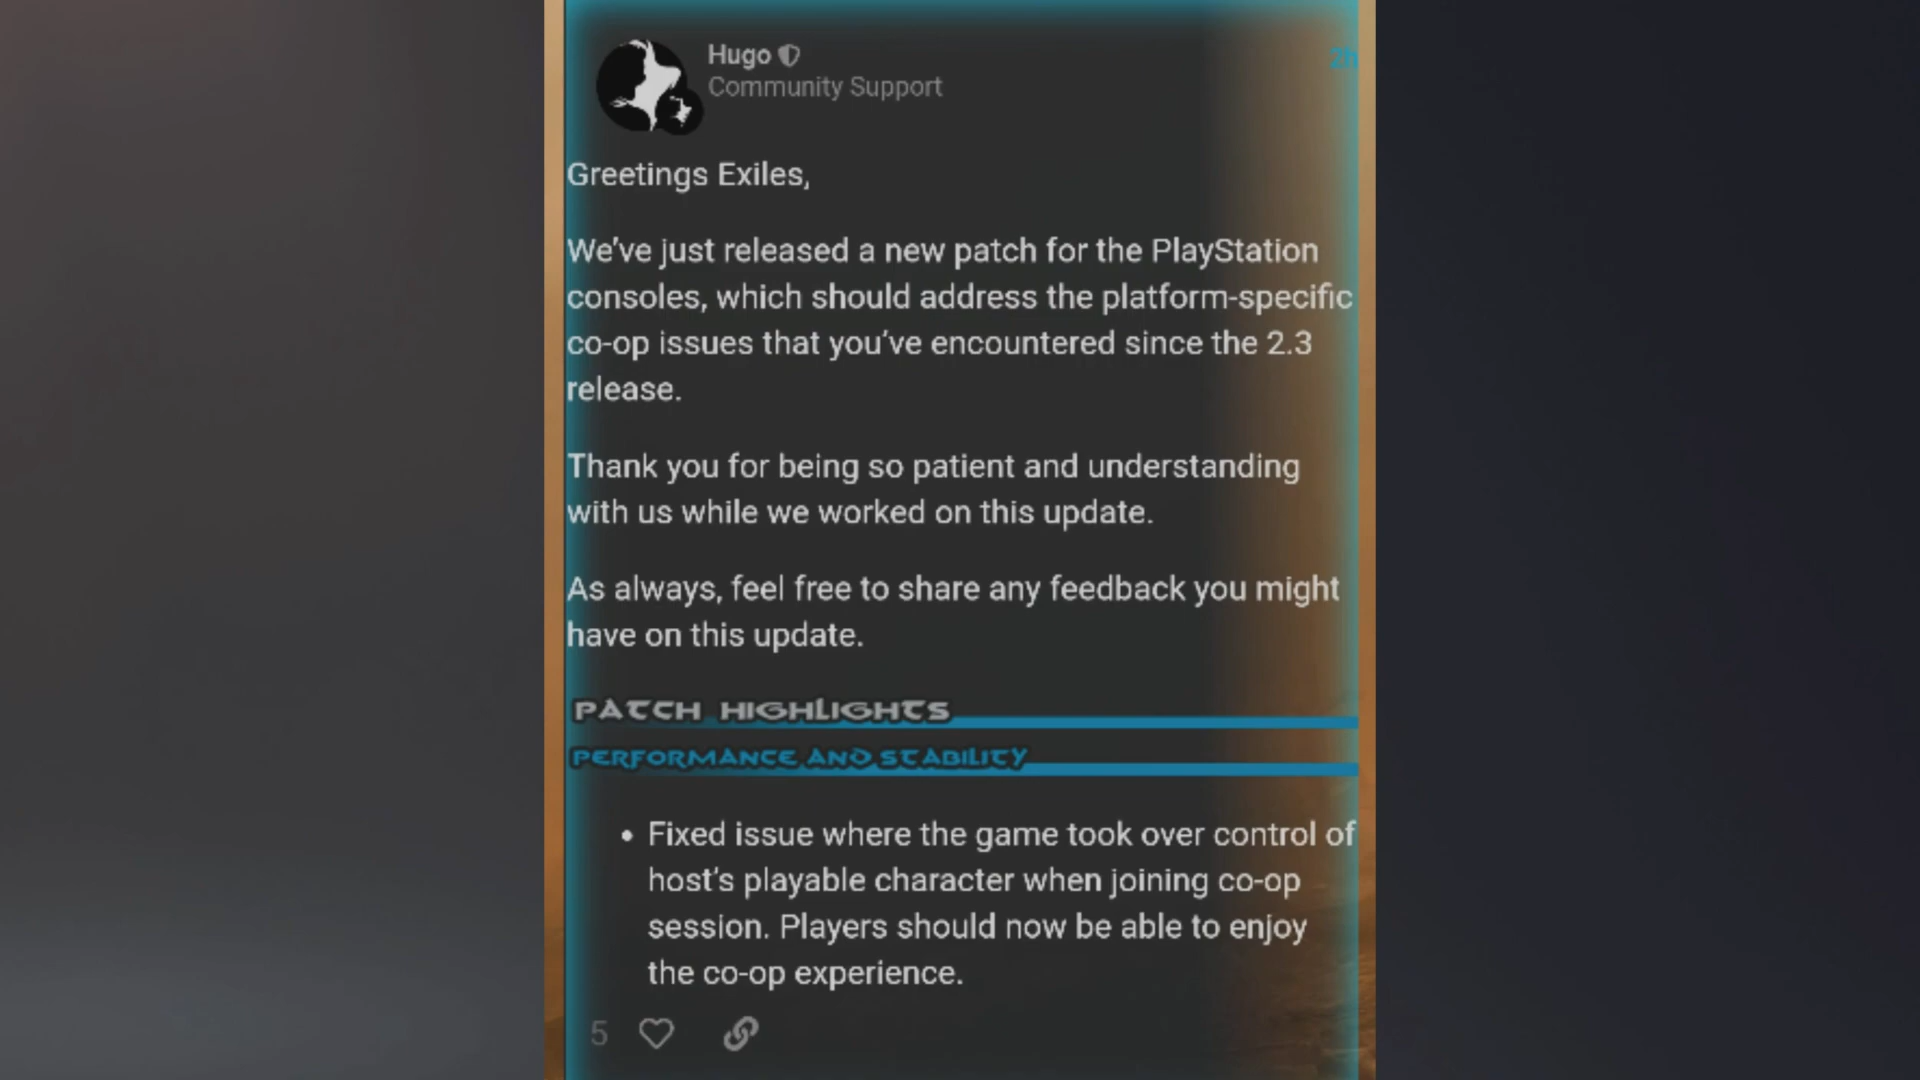 Hugo
2h
Community Support
Greetings Exiles,
We've just released a new patch for the PlayStation
consoles, which should address the platform-specific
co-op issues that you've encountered since the 2.3
release.
Thank you for being so patient and understanding
with us while we worked on this update.
As always, feel free to share any feedback you might
have on this update.
PATCH HIGHLIGHTS
PERFORMANCE AND STABILITY
• Fixed issue where the game took over control of
host's playable character when joining co-op
session. Players should now be able to enjoy
the co-op experience.
5